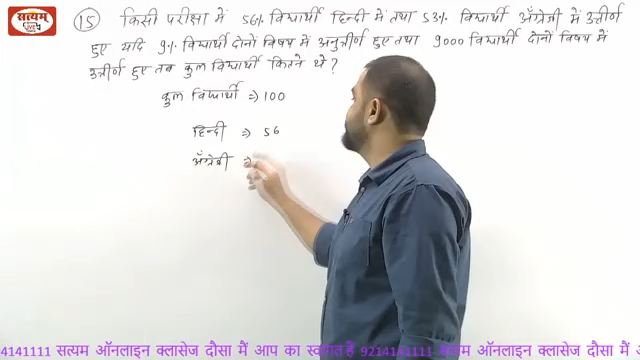 सत्यम्
(15) किसी परीक्षा में 56% विद्यार्थी हिन्दी में तथा 53% विद्यार्थी अँग्रेजी में उत्तीर्ण
हुए यदि 9% विद्यार्थी दोनों विषय में अनुत्तीर्ण हुए तथा 9000 विद्यार्थी दोनों विषय में
उत्तीर्ण हुए तब कुल विद्यार्थी कितने थे ?
कुल विद्यार्थी ⇒ 100
हिन्दी ⇒ 56
अँग्रेजी ⇒
4141111 सत्यम ऑनलाइन क्लासेज दौसा मैं आप का स्वागत है 9214141111 सत्यम ऑनलाइन क्लासेज दौसा मैं